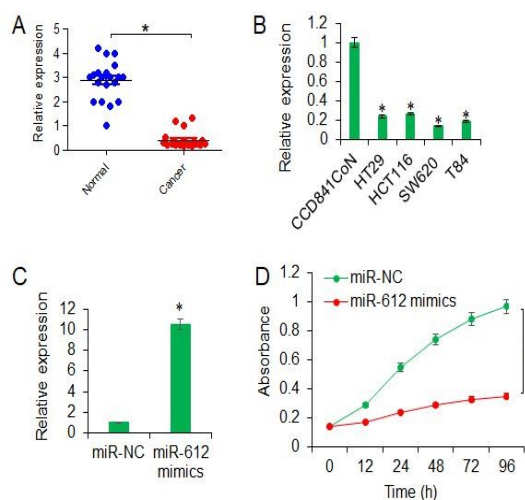 A
*
Relative expression
5
4
3
2
1
0
Normal
Cancer
B
Relative expression
1.2
1
0.8
0.6
0.4
0.2
0
* * * *
CCD841CoN
HT29
HCT116
SW620
T84
C
Relative expression
12
10
8
6
4
2
0
*
miR-NC
miR-612
mimics
D
miR-NC
miR-612 mimics
Absorbance
1.2
1
0.8
0.6
0.4
0.2
0
0 12 24 48 72 96
Time (h)